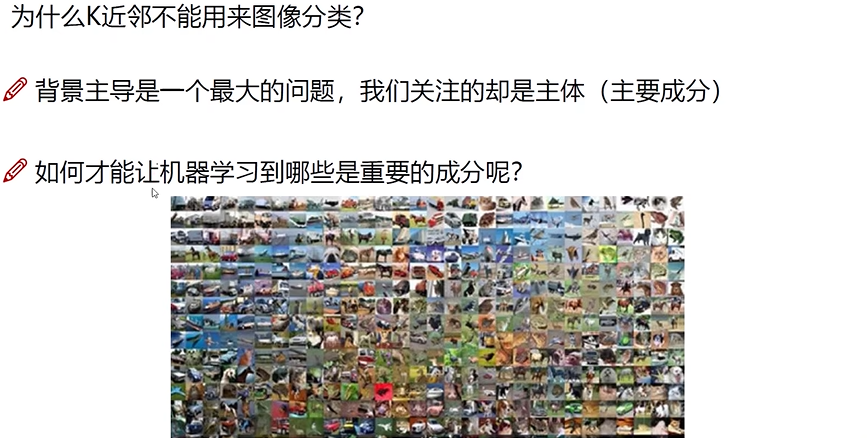 为什么K近邻不能用来图像分类？
背景主导是一个最大的问题，我们关注的却是主体（主要成分）
如何才能让机器学习到哪些是重要的成分呢？